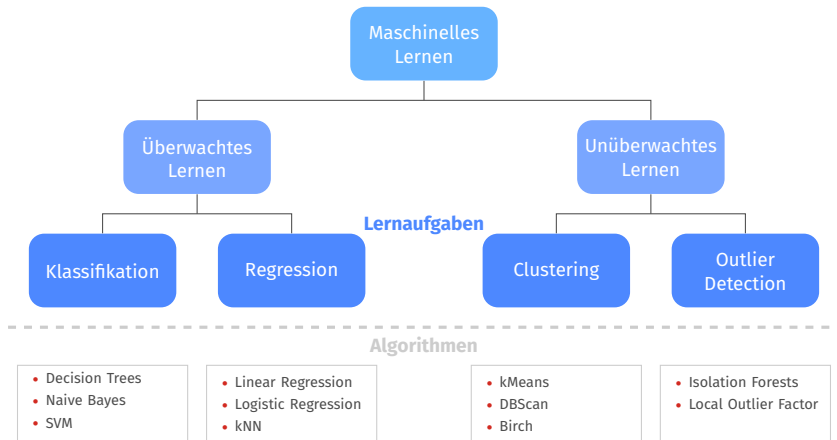 Maschinelles
Lernen
Überwachtes
Lernen
Unüberwachtes
Lernen
Lernaufgaben
Klassifikation
Regression
Clustering
Outlier
Detection
Algorithmen
• Decision Trees
• Naive Bayes
• SVM
• Linear Regression
• Logistic Regression
• kNN
• kMeans
• DBScan
• Birch
• Isolation Forests
• Local Outlier Factor